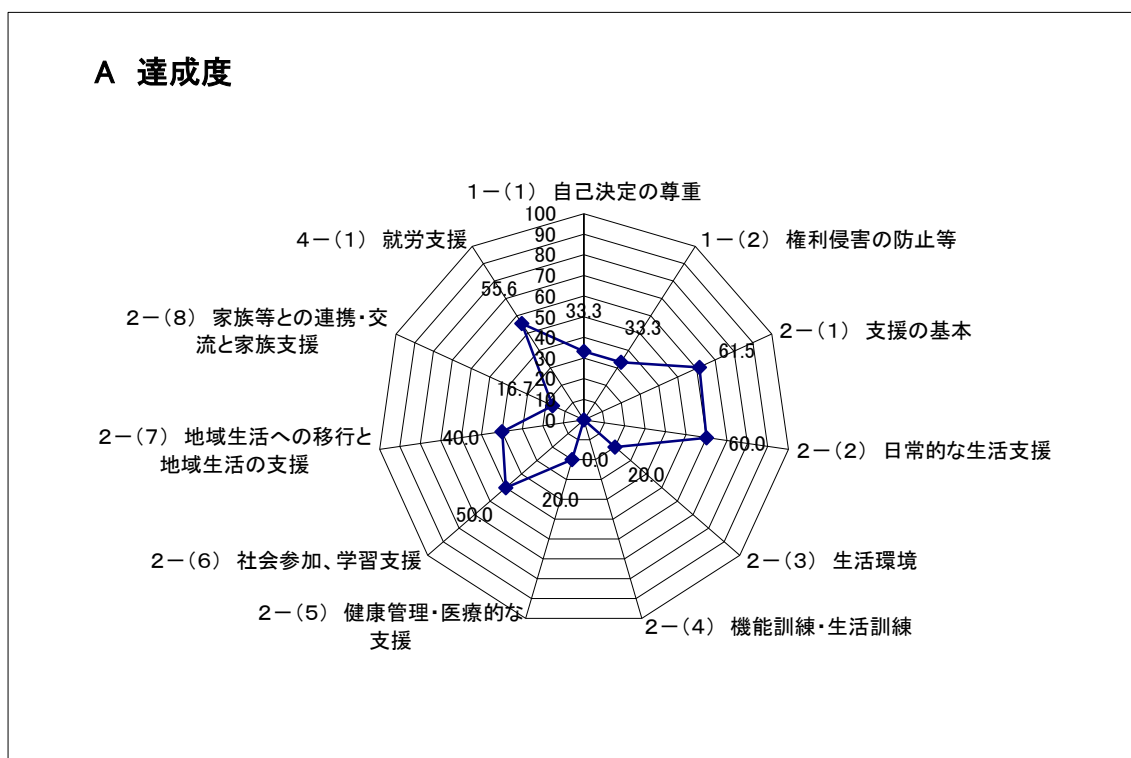 A 達成度
1－(1) 自己決定の尊重
1－(2) 権利侵害の防止等
2－(1) 支援の基本
2－(2) 日常的な生活支援
2－(3) 生活環境
2－(4) 機能訓練・生活訓練
2－(5) 健康管理・医療的な
支援
2－(6) 社会参加、学習支援
2－(7) 地域生活への移行と
地域生活の支援
2－(8) 家族等との連携・交
流と家族支援
4－(1) 就労支援
100
90
80
70
60
50
40
30
20
10
0
33.3
33.3
61.5
60.0
20.0
0.0
20.0
50.0
40.0
16.7
55.6